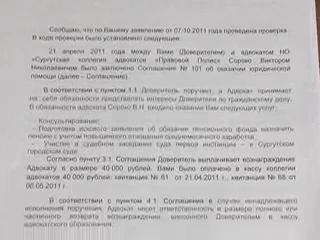 Сообщаю, что по Вашему заявлению от 07.10.2011 года проведена проверка.
В ходе проверки было установлено следующее:
21 апреля 2011 года между Вами (Доверителем) и адвокатом НО
«Сургутская коллегия адвокатов «Правовой Полис» Сорево Виктором
Николаевичем было заключено Соглашение № 101 об оказании юридической
помощи (далее – Соглашение).
В соответствии с пунктом 1.1. Доверитель поручает, а Адвокат принимает
на себя обязанности представлять интересы Доверителя по гражданскому делу.
В обязанности адвоката Сорево В.Н. входило оказание Вам следующих услуг:
- Консультирование;
- Подготовка искового заявления об обязании пенсионного фонда назначить
пенсию с учетом повышенного отношения среднемесячного заработка;
- Участие в судебном заседании суда первой инстанции – в Сургутском
городском суде.
Согласно пункту 3.1. Соглашения Доверитель выплачивает вознаграждение
Адвокату в размере 40 000 рублей. Вами было оплачено в кассу коллегии
адвокатов 40 000 рублей: квитанция № 61 от 21.04.2011 г., квитанция № 68 от
06.05.2011 г.
В соответствии с пунктом 4.1. Соглашения в случае ненадлежащего
исполнения поручения, Адвокат несет ответственность в размере полного или
частичного возврата вознаграждения, внесенного Доверителем в кассу
адвокатского образования.